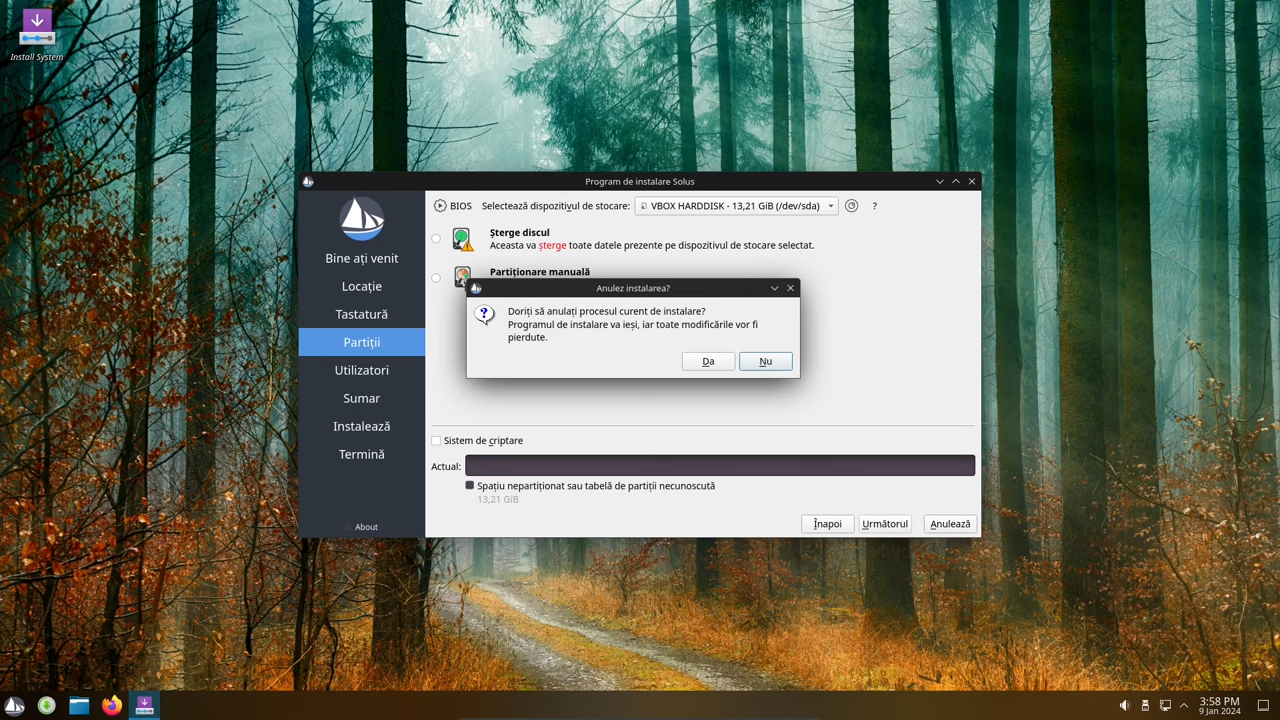 Install System
Program de instalare Solus
BIOS
Selectează dispozitivul de stocare:
VBOX HARDDISK - 13,21 GiB (/dev/sda)
?
Bine ați venit
Locație
Tastatură
Partiții
Utilizatori
Sumar
Instalează
Termină
About
Șterge discul
Aceasta va șterge toate datele prezente pe dispozitivul de stocare selectat.
Partiționare manuală
Anulez instalarea?
Doriți să anulați procesul curent de instalare?
Programul de instalare va ieși, iar toate modificările vor fi
pierdute.
Da
Nu
Sistem de criptare
Actual:
Spațiu nepartiționat sau tabelă de partiții necunoscută
13,21 GiB
Înapoi
Următorul
Anulează
3:58 PM
9 Jan 2024